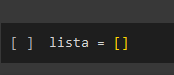 [ ] lista = []